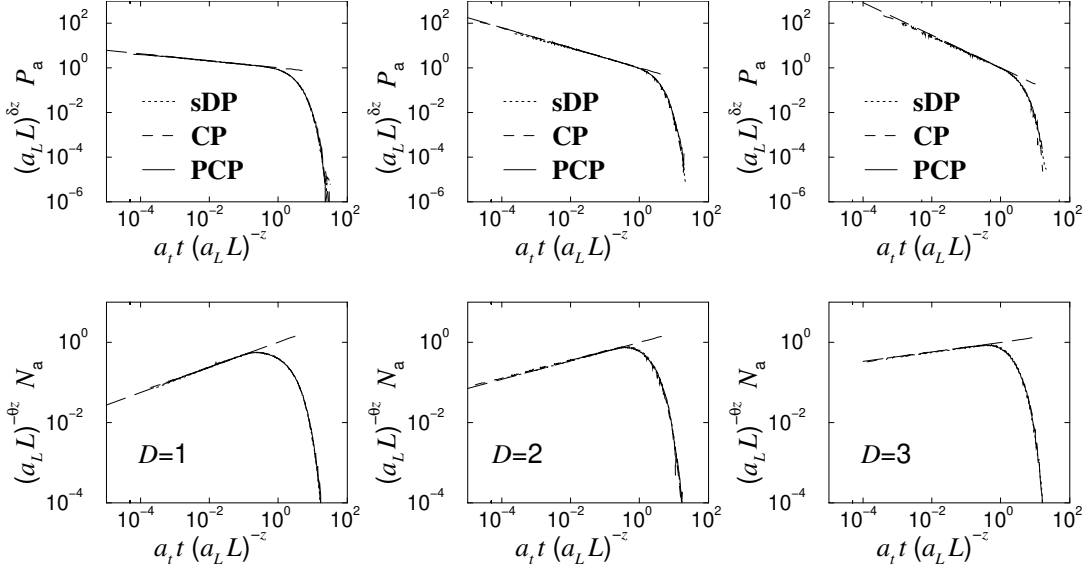 10^2
10^0
10^-2
10^-4
10^-6
(a_L L)^δz P_a
sDP
CP
PCP
10^-4 10^-2 10^0 10^2
a_t t (a_L L)^-z
10^2
10^0
10^-2
10^-4
10^-6
(a_L L)^δz P_a
sDP
CP
PCP
10^-4 10^-2 10^0 10^2
a_t t (a_L L)^-z
10^2
10^0
10^-2
10^-4
10^-6
(a_L L)^δz P_a
sDP
CP
PCP
10^-4 10^-2 10^0 10^2
a_t t (a_L L)^-z
10^0
10^-2
10^-4
(a_L L)^-θz N_a
D=1
10^-4 10^-2 10^0 10^2
a_t t (a_L L)^-z
10^0
10^-2
10^-4
(a_L L)^-θz N_a
D=2
10^-4 10^-2 10^0 10^2
a_t t (a_L L)^-z
10^0
10^-2
10^-4
(a_L L)^-θz N_a
D=3
10^-4 10^-2 10^0 10^2
a_t t (a_L L)^-z